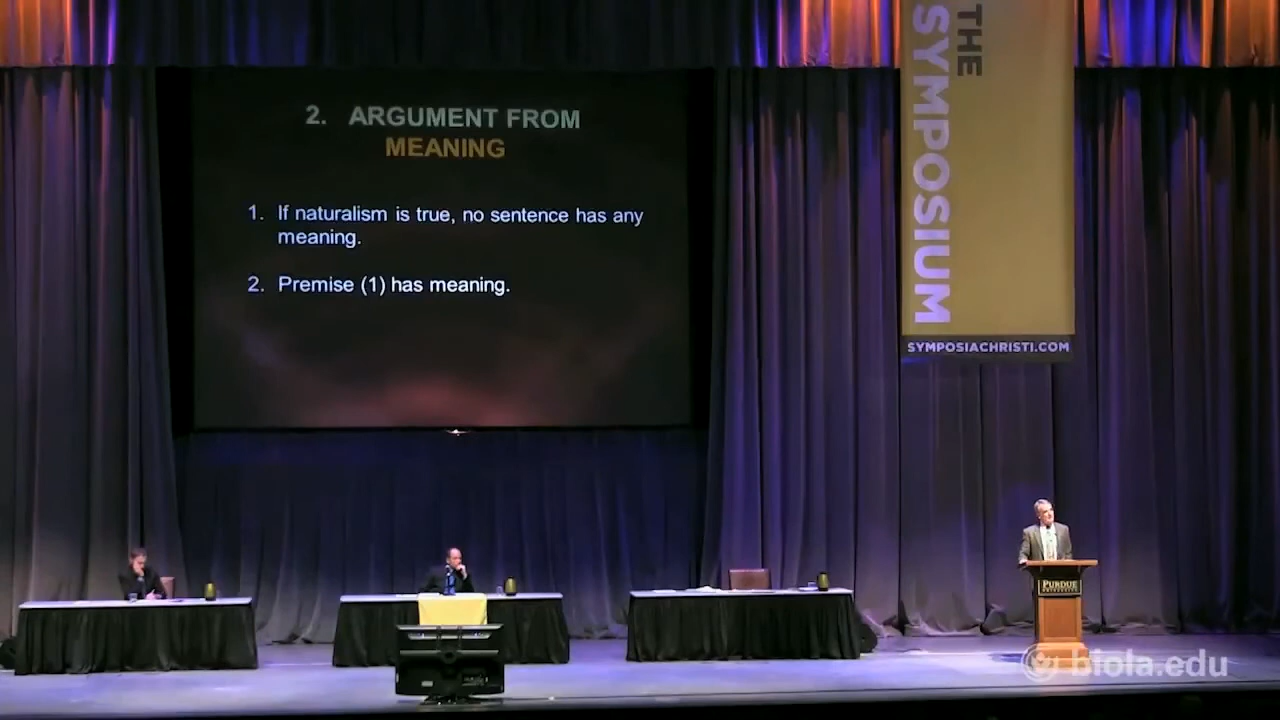 2. ARGUMENT FROM
MEANING
1. If naturalism is true, no sentence has any
meaning.
2. Premise (1) has meaning.
THE
SYMPOSIUM
SYMPOSIACHRISTI.COM
PURDUE
UNIVERSITY
biola.edu